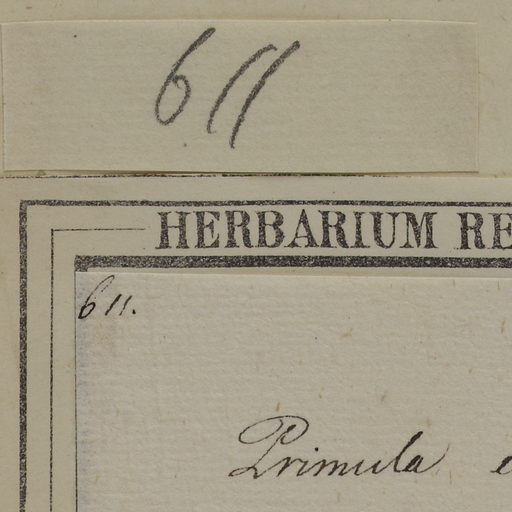 611
HERBARIUM RE
611.
Primula